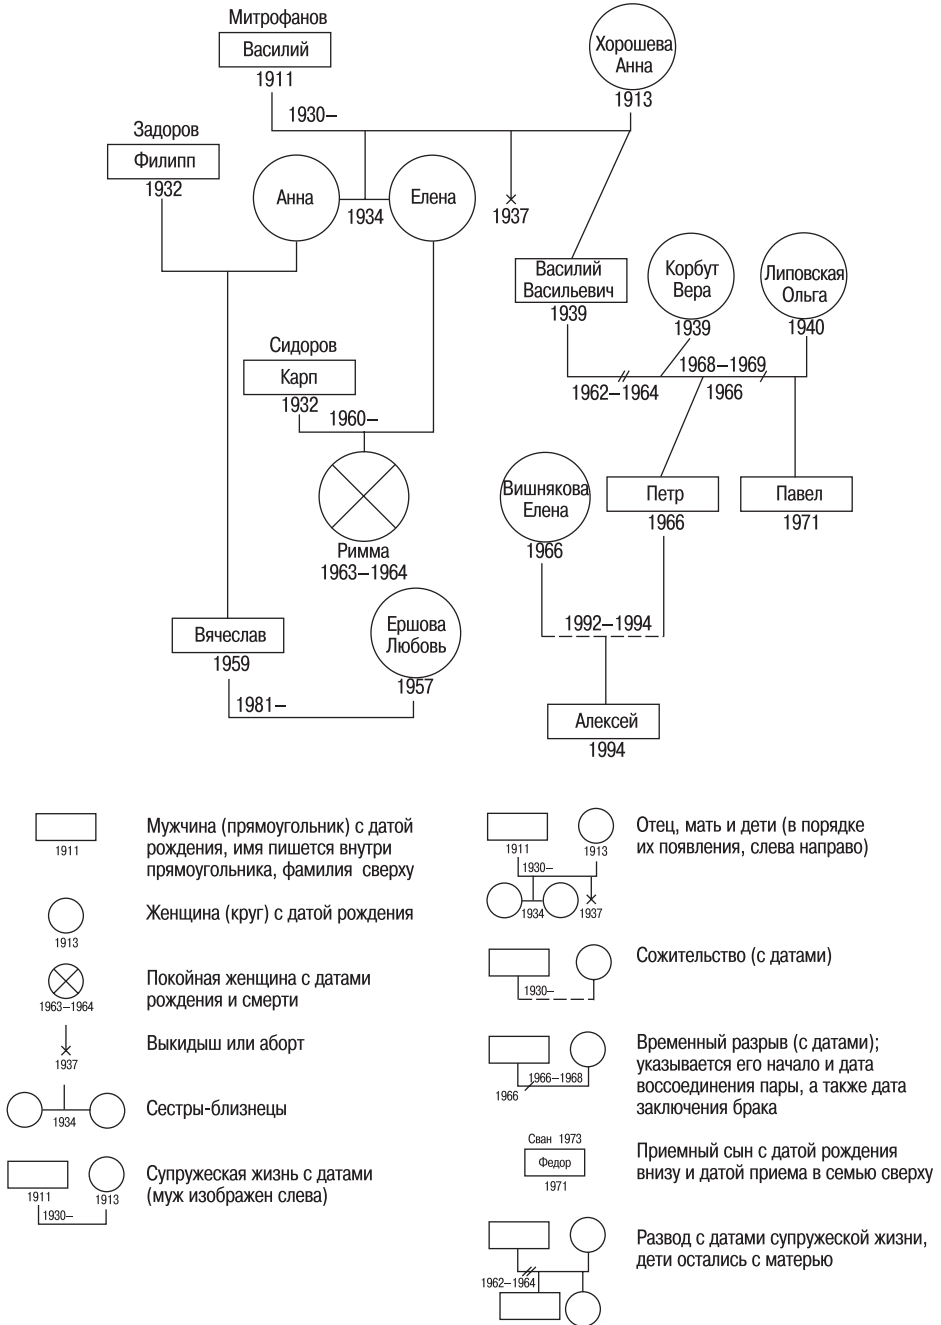 Митрофанов
Василий
1911
Хорошева
Анна
1913
1930–
Задоров
Филипп
1932
Анна
1934
Елена
1937
Василий
Васильевич
1939
Корбут
Вера
1939
Липовская
Ольга
1940
Сидоров
Карп
1932
1960–
1962–1964
1968–1969
1966
Вишнякова
Елена
1966
Петр
1966
Павел
1971
Римма
1963–1964
Вячеслав
1959
Ершова
Любовь
1957
1981–
1992–1994
Алексей
1994
1911
Мужчина (прямоугольник) с датой
рождения, имя пишется внутри
прямоугольника, фамилия сверху
1913
Женщина (круг) с датой рождения
1963–1964
Покойная женщина с датами
рождения и смерти
1937
Выкидыш или аборт
1934
Сестры-близнецы
1911
1913
1930–
Супружеская жизнь с датами
(муж изображен слева)
1911
1913
1930–
1934
1937
Отец, мать и дети (в порядке
их появления, слева направо)
1930–
Сожительство (с датами)
1966–1968
1966
Временный разрыв (с датами);
указывается его начало и дата
воссоединения пары, а также дата
заключения брака
Сван 1973
Федор
1971
Приемный сын с датой рождения
внизу и датой приема в семью сверху
1962–1964
Развод с датами супружеской жизни,
дети остались с матерью